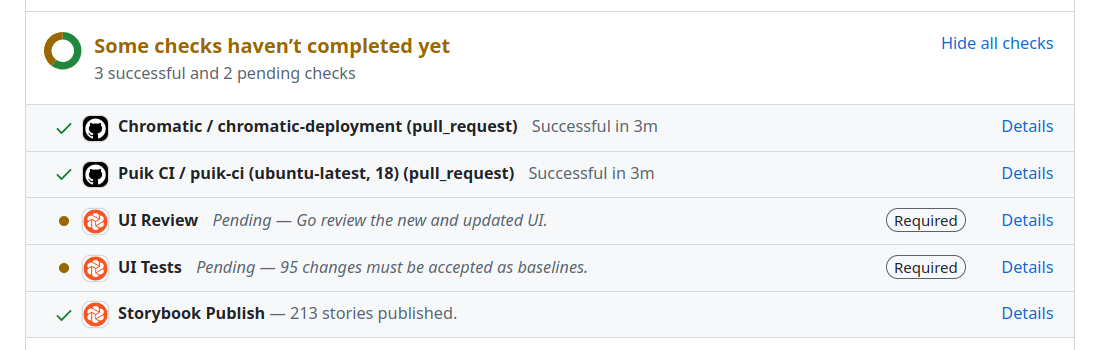 Some checks haven’t completed yet
Hide all checks
3 successful and 2 pending checks
Chromatic / chromatic-deployment (pull_request) Successful in 3m Details
Puik CI / puik-ci (ubuntu-latest, 18) (pull_request) Successful in 3m Details
UI Review Pending — Go review the new and updated UI. Required Details
UI Tests Pending — 95 changes must be accepted as baselines. Required Details
Storybook Publish — 213 stories published. Details